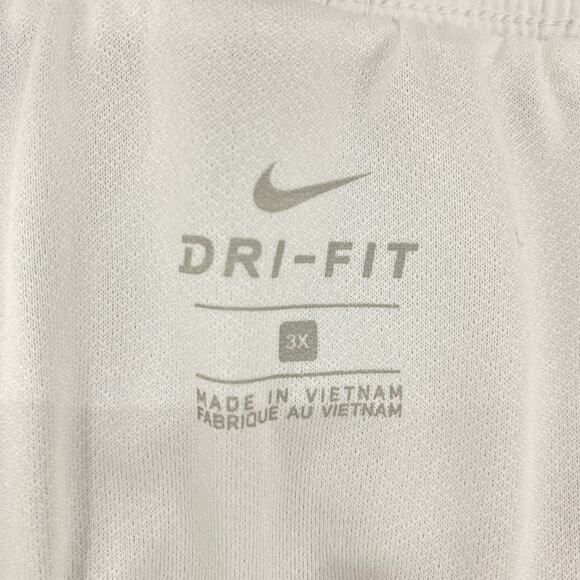 DRI-FIT
3X
MADE IN VIETNAM
FABRIQUE AU VIETNAM